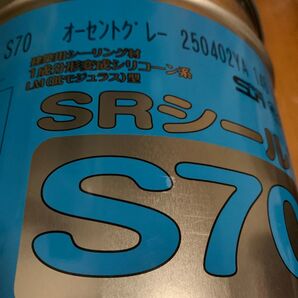 S70 オーセントグレー 250402YA
建築用シーリング材
1成分形変成シリコーン系
LM(低モジュラス)型
SRシール
S70